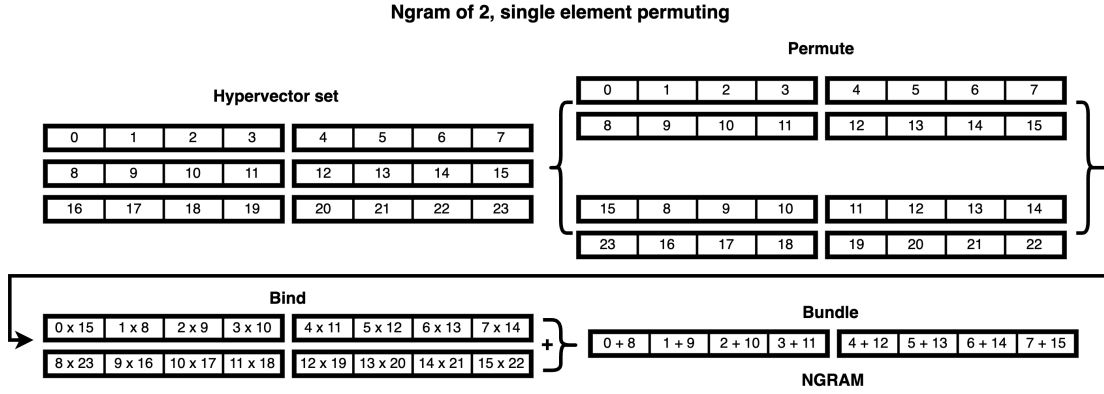 Ngram of 2, single element permuting
Hypervector set
0 1 2 3 4 5 6 7
8 9 10 11 12 13 14 15
16 17 18 19 20 21 22 23
Permute
0 1 2 3 4 5 6 7
8 9 10 11 12 13 14 15
15 8 9 10 11 12 13 14
23 16 17 18 19 20 21 22
Bind
0 x 15 1 x 8 2 x 9 3 x 10 4 x 11 5 x 12 6 x 13 7 x 14
8 x 23 9 x 16 10 x 17 11 x 18 12 x 19 13 x 20 14 x 21 15 x 22
+
Bundle
0 + 8 1 + 9 2 + 10 3 + 11 4 + 12 5 + 13 6 + 14 7 + 15
NGRAM